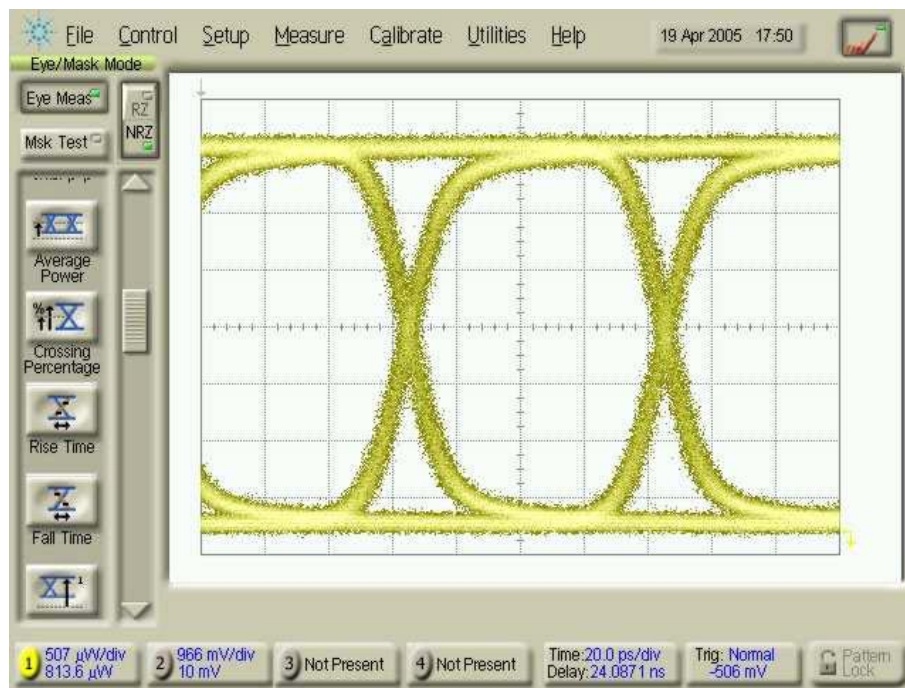 File Control Setup Measure Calibrate Utilities Help 19 Apr 2005 17:50
Eye/Mask Mode
Eye Meas
RZ
NRZ
Msk Test
Average
Power
Crossing
Percentage
Rise Time
Fall Time
1 507 μW/div
813.6 μW
2 966 mV/div
10 mV
3 Not Present
4 Not Present
Time:20.0 ps/div
Delay:24.0871 ns
Trig: Normal
-506 mV
Pattern
Lock